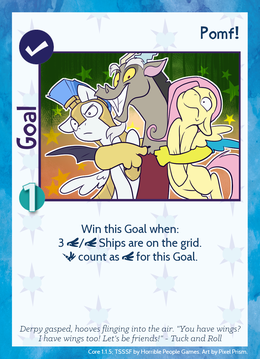 Pomf!
Goal
1
Win this Goal when:
3 / Ships are on the grid.
count as for this Goal.
Derpy gasped, hooves flinging into the air. "You have wings?
I have wings too! Let's be friends!" - Tuck and Roll
Core 1.1.5; TSSSF by Horrible People Games. Art by Pixel Prism.